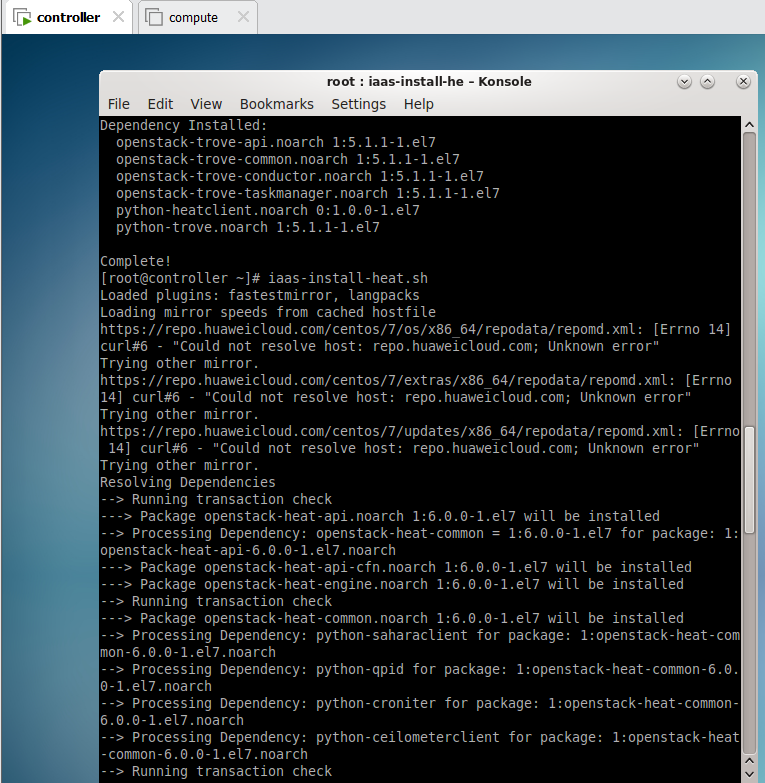 controller
compute
root : iaas-install-he – Konsole
File Edit View Bookmarks Settings Help
Dependency Installed:
openstack-trove-api.noarch 1:5.1.1-1.el7
openstack-trove-common.noarch 1:5.1.1-1.el7
openstack-trove-conductor.noarch 1:5.1.1-1.el7
openstack-trove-taskmanager.noarch 1:5.1.1-1.el7
python-heatclient.noarch 0:1.0.0-1.el7
python-trove.noarch 1:5.1.1-1.el7
Complete!
[root@controller ~]# iaas-install-heat.sh
Loaded plugins: fastestmirror, langpacks
Loading mirror speeds from cached hostfile
https://repo.huaweicloud.com/centos/7/os/x86_64/repodata/repomd.xml: [Errno 14]
curl#6 - "Could not resolve host: repo.huaweicloud.com; Unknown error"
Trying other mirror.
https://repo.huaweicloud.com/centos/7/extras/x86_64/repodata/repomd.xml: [Errno
14] curl#6 - "Could not resolve host: repo.huaweicloud.com; Unknown error"
Trying other mirror.
https://repo.huaweicloud.com/centos/7/updates/x86_64/repodata/repomd.xml: [Errno
14] curl#6 - "Could not resolve host: repo.huaweicloud.com; Unknown error"
Trying other mirror.
Resolving Dependencies
--> Running transaction check
---> Package openstack-heat-api.noarch 1:6.0.0-1.el7 will be installed
--> Processing Dependency: openstack-heat-common = 1:6.0.0-1.el7 for package: 1:
openstack-heat-api-6.0.0-1.el7.noarch
---> Package openstack-heat-api-cfn.noarch 1:6.0.0-1.el7 will be installed
---> Package openstack-heat-engine.noarch 1:6.0.0-1.el7 will be installed
--> Running transaction check
---> Package openstack-heat-common.noarch 1:6.0.0-1.el7 will be installed
--> Processing Dependency: python-saharaclient for package: 1:openstack-heat-com
mon-6.0.0-1.el7.noarch
--> Processing Dependency: python-qpid for package: 1:openstack-heat-common-6.0.
0-1.el7.noarch
--> Processing Dependency: python-croniter for package: 1:openstack-heat-common-
6.0.0-1.el7.noarch
--> Processing Dependency: python-ceilometerclient for package: 1:openstack-heat
-common-6.0.0-1.el7.noarch
--> Running transaction check